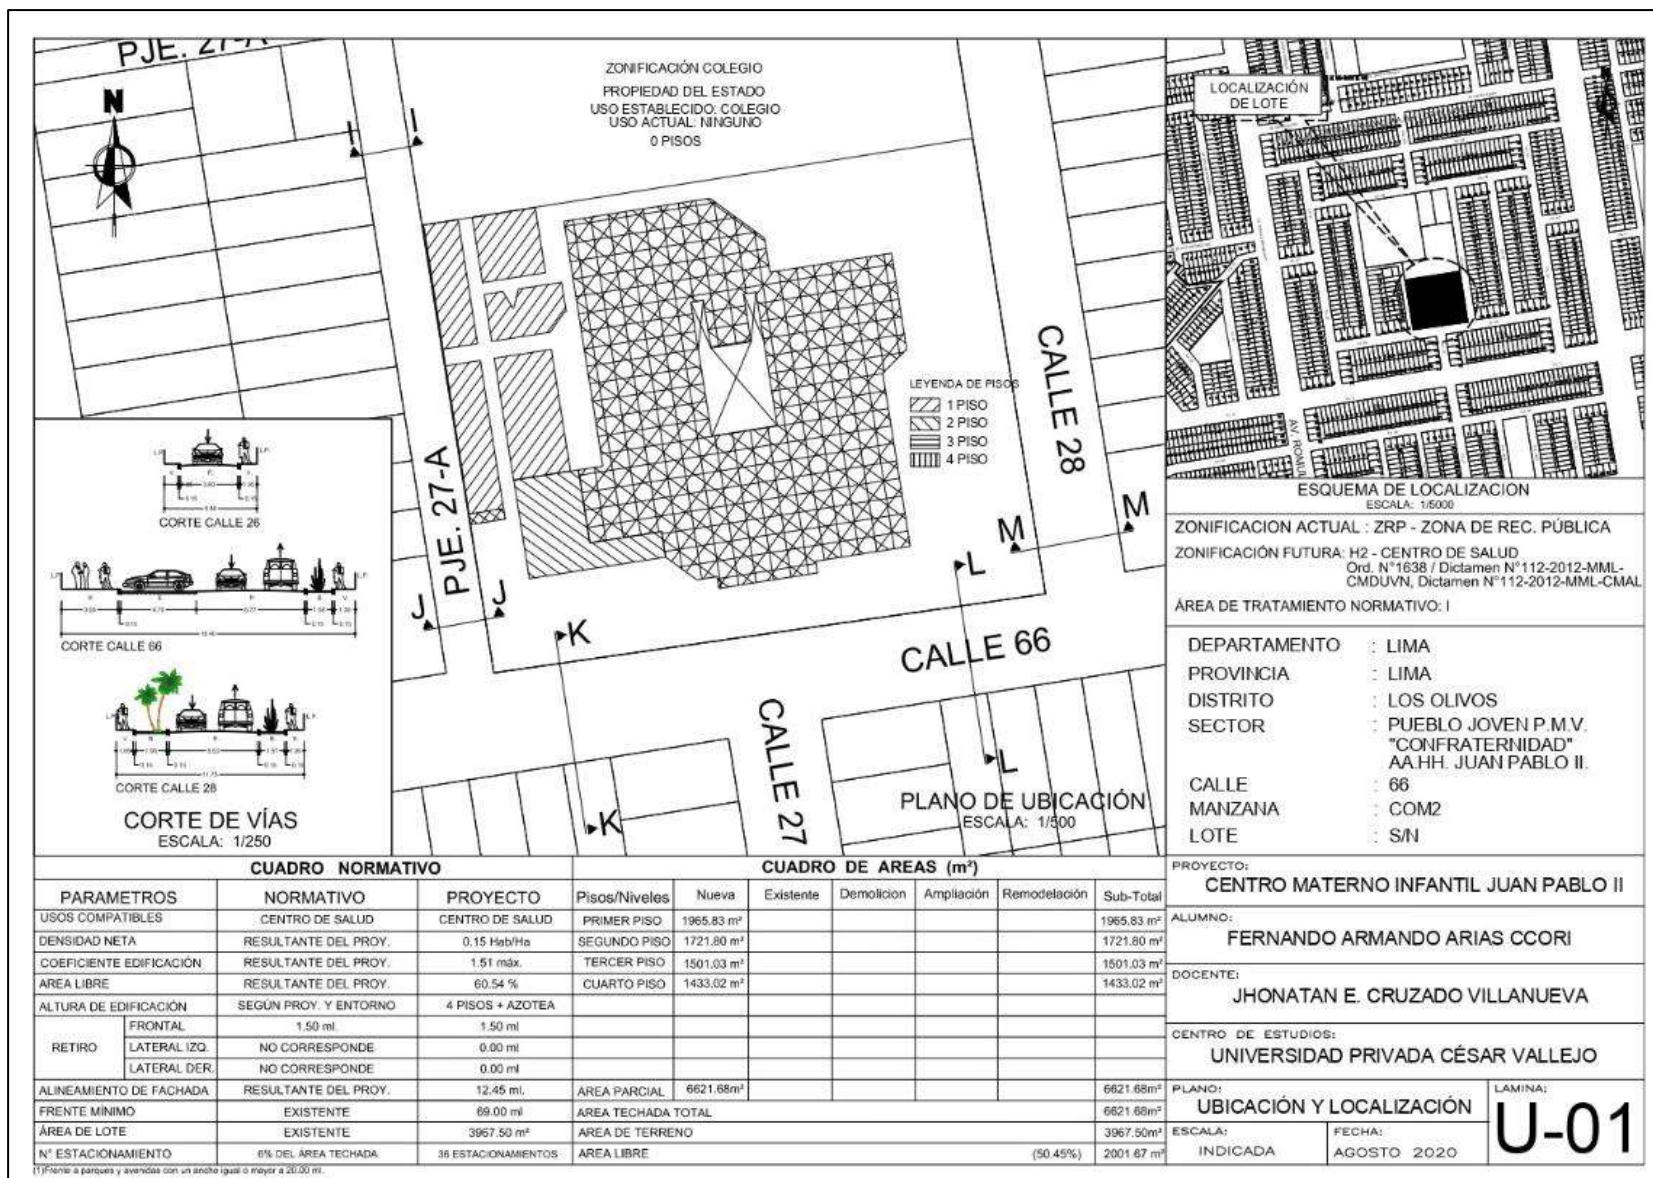 PJE. 27-A
N
I
I
ZONIFICACIÓN COLEGIO
PROPIEDAD DEL ESTADO
USO ESTABLECIDO: COLEGIO
USO ACTUAL: NINGUNO
0 PISOS
LOCALIZACIÓN
DE LOTE
CALLE 28
LEYENDA DE PISOS
1 PISO
2 PISO
3 PISO
4 PISO
PJE. 27-A
M
M
L
J
J
K
CALLE 66
CALLE 27
L
K
PLANO DE UBICACIÓN
ESCALA: 1/500
CORTE CALLE 26
CORTE CALLE 66
CORTE CALLE 28
CORTE DE VÍAS
ESCALA: 1/250
ESQUEMA DE LOCALIZACION
ESCALA: 1/5000
ZONIFICACION ACTUAL : ZRP - ZONA DE REC. PÚBLICA
ZONIFICACIÓN FUTURA: H2 - CENTRO DE SALUD
Ord. N°1638 / Dictamen N°112-2012-MML-
CMDUVN, Dictamen N°112-2012-MML-CMAL
ÁREA DE TRATAMIENTO NORMATIVO: I
DEPARTAMENTO : LIMA
PROVINCIA : LIMA
DISTRITO : LOS OLIVOS
SECTOR : PUEBLO JOVEN P.M.V.
"CONFRATERNIDAD"
AA.HH. JUAN PABLO II.
CALLE : 66
MANZANA : COM2
LOTE : S/N
CUADRO NORMATIVO
PARAMETROS NORMATIVO PROYECTO
USOS COMPATIBLES CENTRO DE SALUD CENTRO DE SALUD
DENSIDAD NETA RESULTANTE DEL PROY. 0.15 Hab/Ha
COEFICIENTE EDIFICACIÓN RESULTANTE DEL PROY. 1.51 máx.
AREA LIBRE RESULTANTE DEL PROY. 60.54 %
ALTURA DE EDIFICACIÓN SEGÚN PROY. Y ENTORNO 4 PISOS + AZOTEA
RETIRO FRONTAL 1.50 ml. 1.50 ml
LATERAL IZQ. NO CORRESPONDE 0.00 ml
LATERAL DER. NO CORRESPONDE 0.00 ml
ALINEAMIENTO DE FACHADA RESULTANTE DEL PROY. 12.45 ml.
FRENTE MÍNIMO EXISTENTE 69.00 ml
ÁREA DE LOTE EXISTENTE 3967.50 m²
N° ESTACIONAMIENTO 6% DEL ÁREA TECHADA 36 ESTACIONAMIENTOS
(1)Frente a parques y avenidas con un ancho igual o mayor a 20.00 ml.
CUADRO DE AREAS (m²)
Pisos/Niveles Nueva Existente Demolicion Ampliación Remodelación Sub-Total
PRIMER PISO 1965.83 m² 1965.83 m²
SEGUNDO PISO 1721.80 m² 1721.80 m²
TERCER PISO 1501.03 m² 1501.03 m²
CUARTO PISO 1433.02 m² 1433.02 m²
AREA PARCIAL 6621.68m² 6621.68m²
AREA TECHADA TOTAL 6621.68m²
AREA DE TERRENO 3967.50m²
AREA LIBRE (50.45%) 2001.67 m²
PROYECTO:
CENTRO MATERNO INFANTIL JUAN PABLO II
ALUMNO:
FERNANDO ARMANDO ARIAS CCORI
DOCENTE:
JHONATAN E. CRUZADO VILLANUEVA
CENTRO DE ESTUDIOS:
UNIVERSIDAD PRIVADA CÉSAR VALLEJO
PLANO:
UBICACIÓN Y LOCALIZACIÓN
ESCALA:
INDICADA
FECHA:
AGOSTO 2020
LAMINA:
U-01